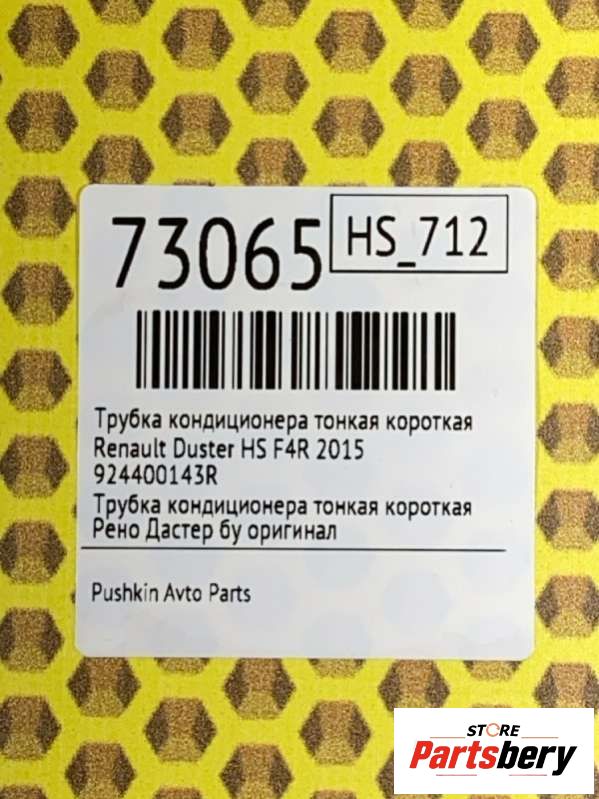 73065
HS_712
Трубка кондиционера тонкая короткая
Renault Duster HS F4R 2015
924400143R
Трубка кондиционера тонкая короткая
Рено Дастер бу оригинал
Pushkin Avto Parts
STORE
Partsbery